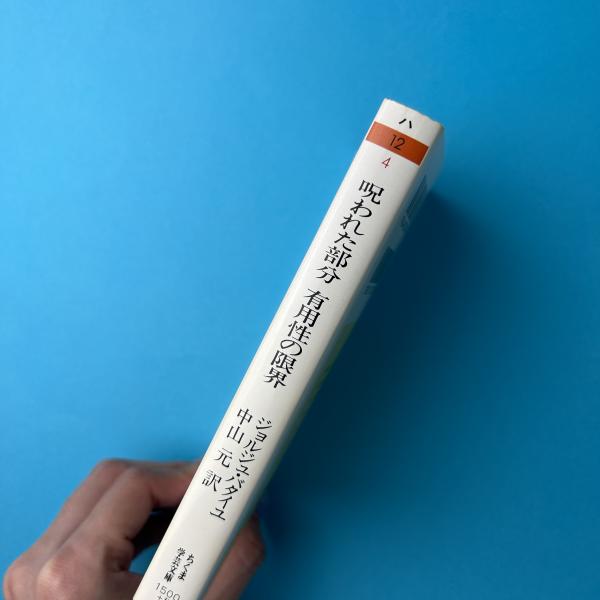 ハ
12
4
呪われた部分 有用性の限界
ジョルジュ・バタイユ
中山 元 訳
ちくま
学芸文庫
1500